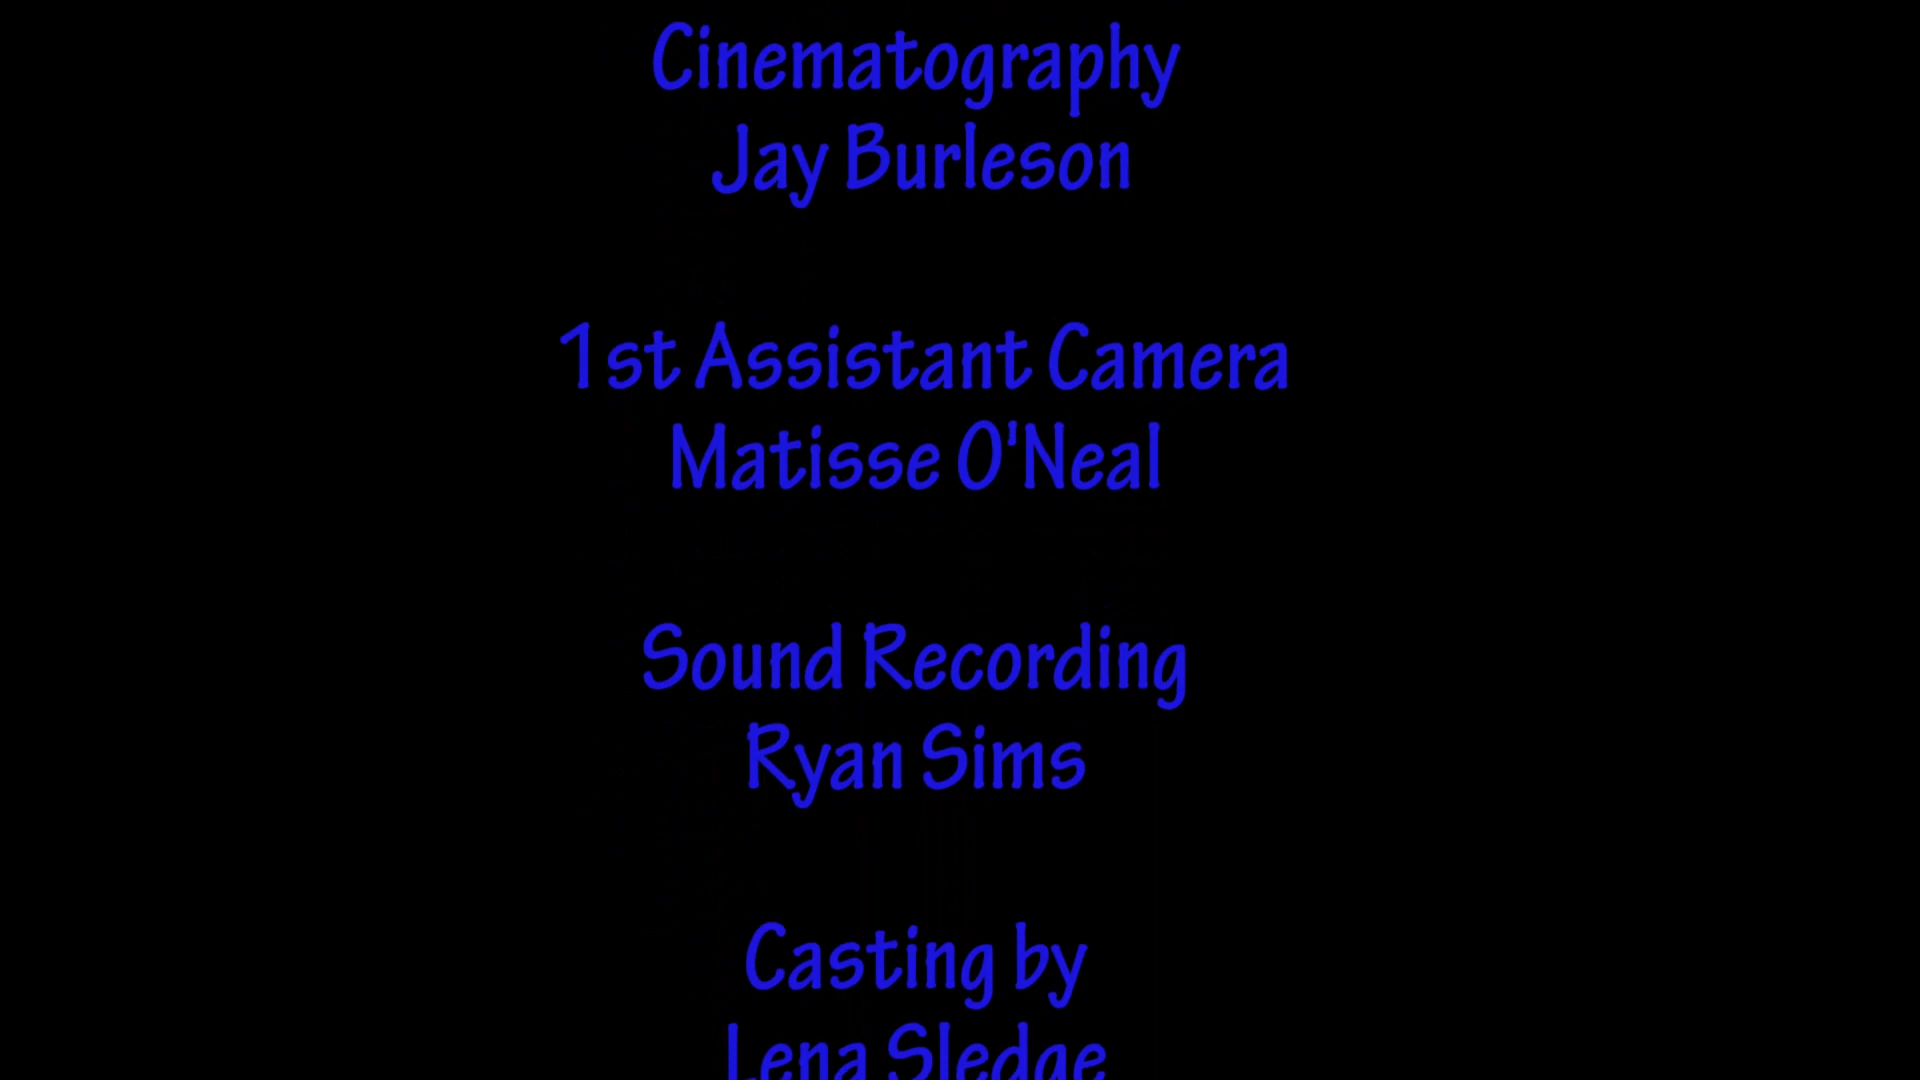 Cinematography
Jay Burleson
1st Assistant Camera
Matisse O'Neal
Sound Recording
Ryan Sims
Casting by
Lena Sledge